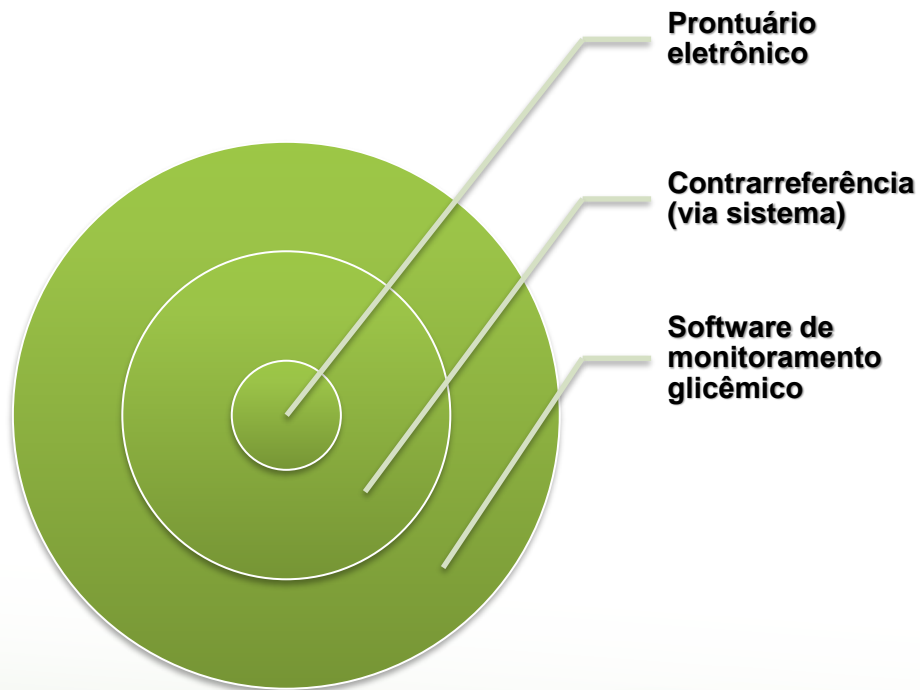 Prontuário
eletrônico
Contrarreferência
(via sistema)
Software de
monitoramento
glicêmico